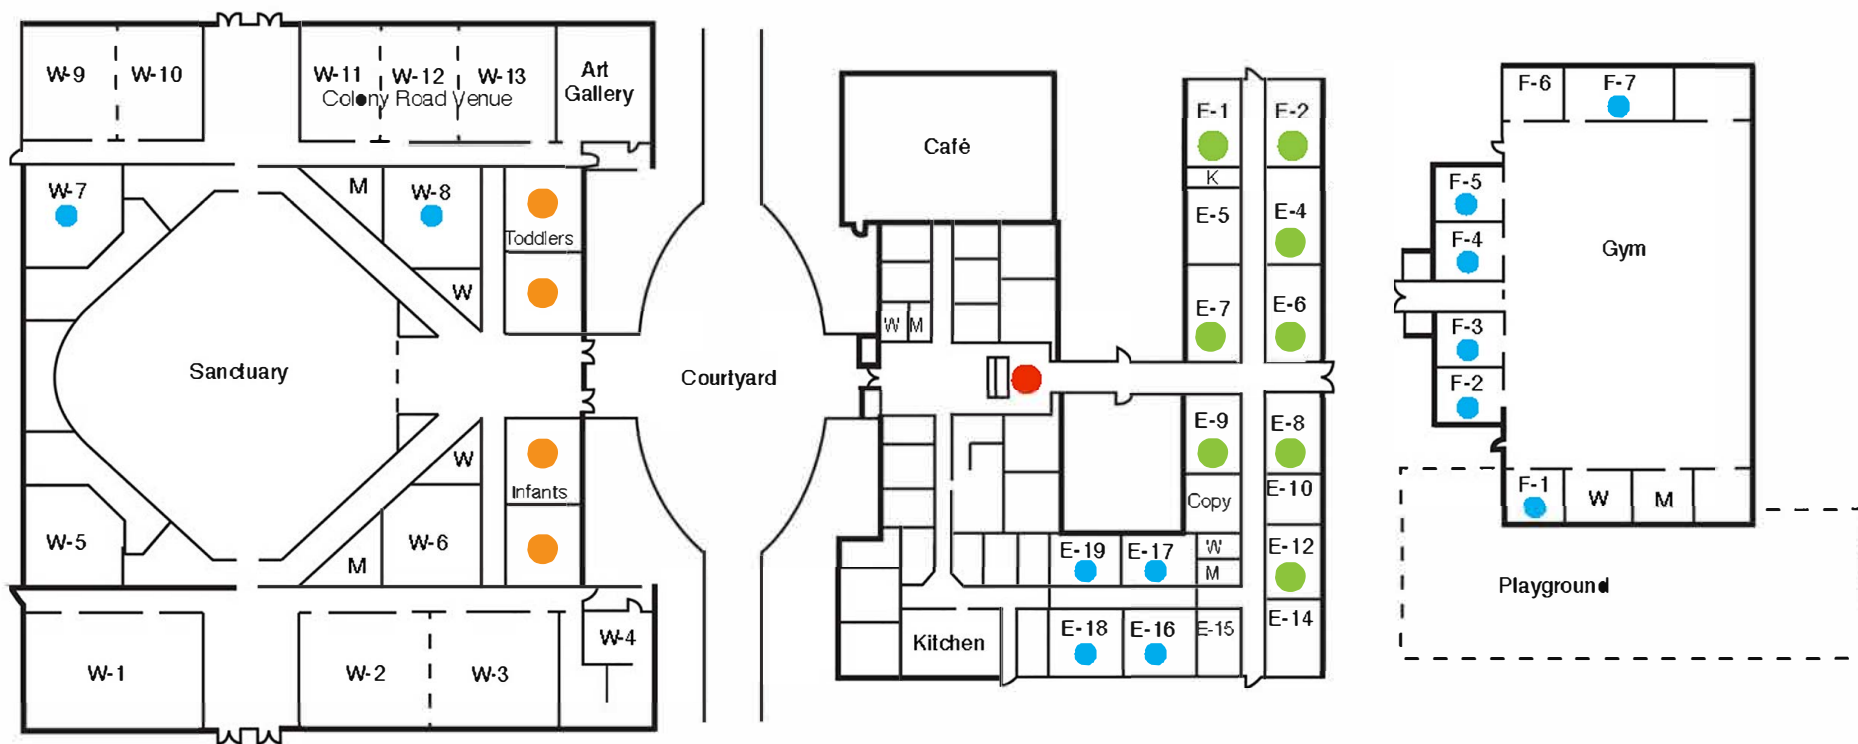 W-9
W-10
W-11
W-12
W-13
Colony Road Venue
Art
Gallery
W-7
M
W-8
Toddlers
W
Sanctuary
W
Infants
W-5
M
W-6
W-1
W-2
W-3
W-4
Courtyard
Café
W
M
E-1
E-2
K
E-5
E-4
E-7
E-6
E-9
E-8
Copy
E-10
E-19
E-17
W
M
E-12
Kitchen
E-18
E-16
E-15
E-14
F-6
F-7
F-5
F-4
Gym
F-3
F-2
F-1
W
M
Playground